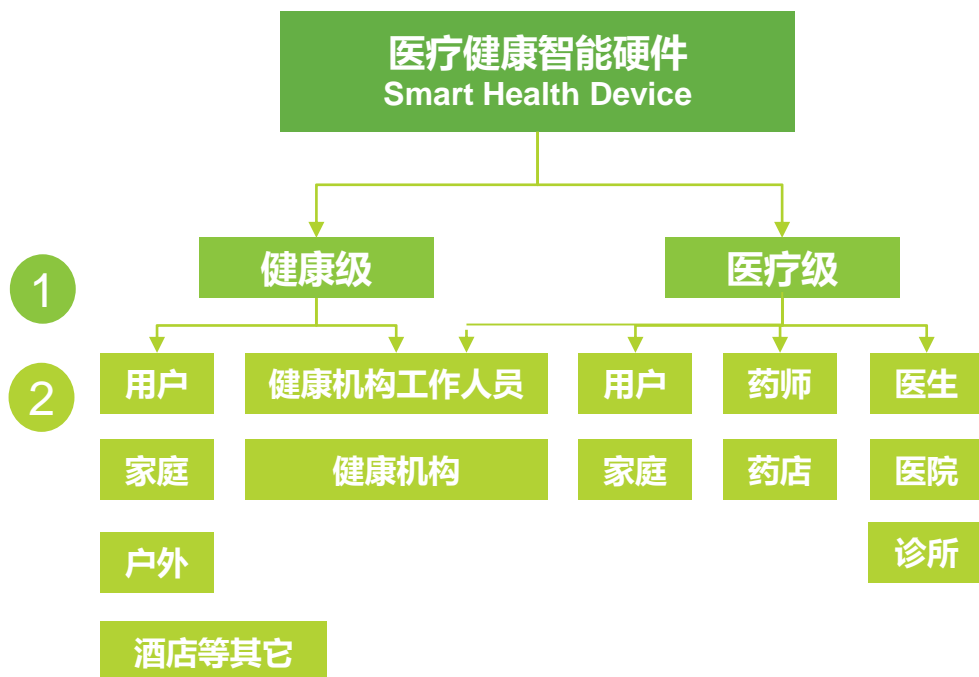 医疗健康智能硬件
Smart Health Device
1
健康级
医疗级
2
用户
健康机构工作人员
用户
药师
医生
家庭
健康机构
家庭
药店
医院
户外
诊所
酒店等其它